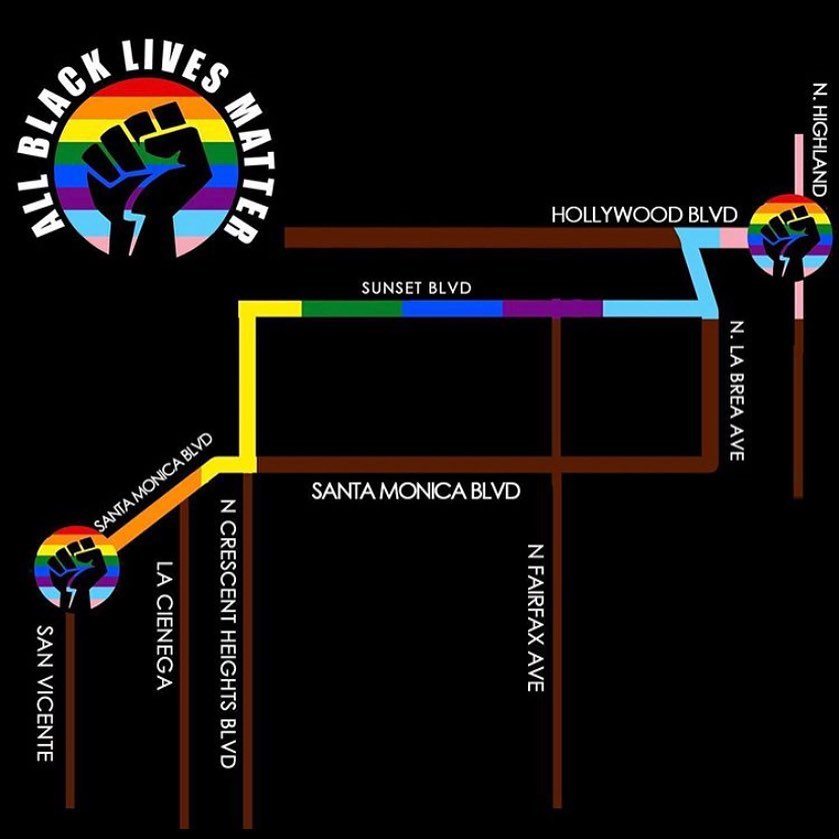 ALL BLACK LIVES MATTER
N. HIGHLAND
HOLLYWOOD BLVD
SUNSET BLVD
N. LA BREA AVE
SANTA MONICA BLVD
SANTA MONICA BLVD
N CRESCENT HEIGHTS BLVD
N FAIRFAX AVE
LA CIENEGA
SAN VICENTE